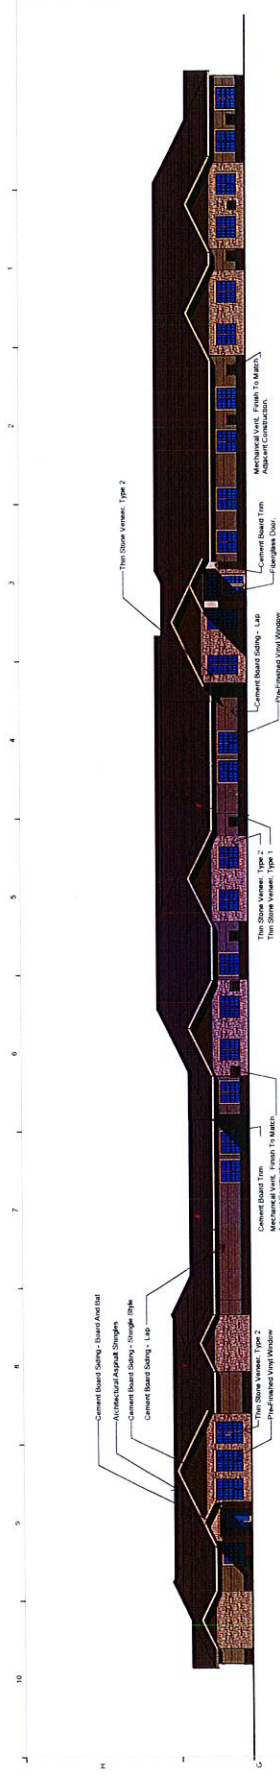 Cement Board Siding - Board And Bat
Architectural Asphalt Shingles
Cement Board Siding - Shingle Style
Cement Board Siding - Lap
Thin Stone Veneer, Type 2
10
9
8
7
6
5
4
3
2
1
H
I
G
Thin Stone Veneer, Type 2
Pre-Finished Vinyl Window
Cement Board Trim
Mechanical Vent. Finish To Match
Thin Stone Veneer, Type 2
Thin Stone Veneer, Type 1
Pre-Finished Vinyl Window
Cement Board Siding - Lap
Cement Board Trim
Fiberglass Door.
Mechanical Vent. Finish To Match
Adjacent Construction.